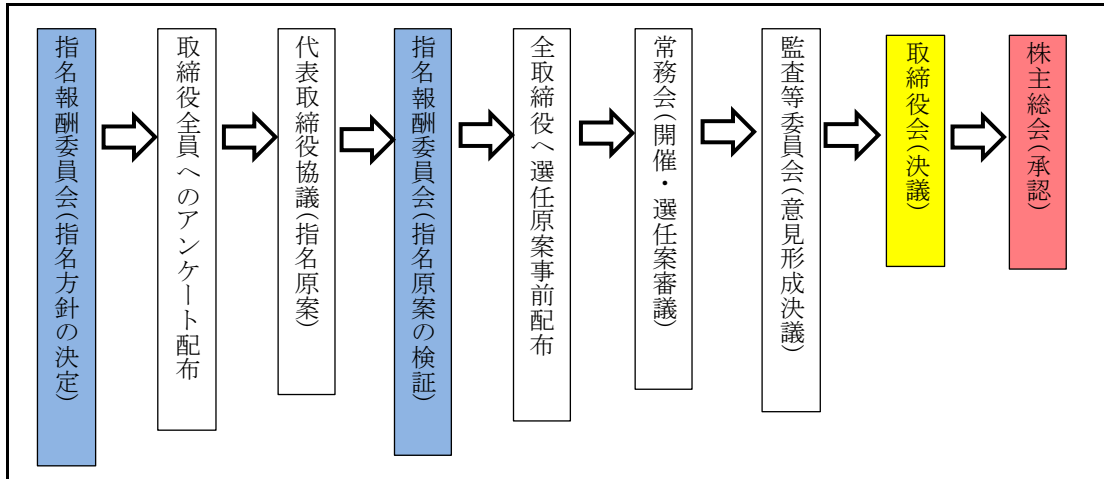 指名報酬委員会(指名方針の決定)
取締役全員へのアンケート配布
代表取締役協議(指名原案)
指名報酬委員会(指名原案の検証)
全取締役へ選任原案事前配布
常務会(開催・選任案審議)
監査等委員会(意見形成決議)
取締役会(決議)
株主総会(承認)